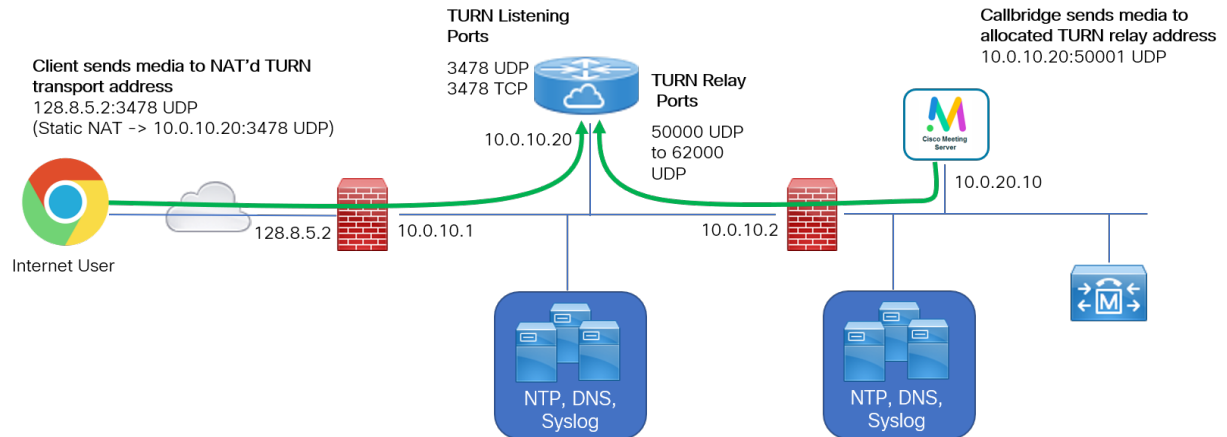 TURN Listening
Ports
3478 UDP
3478 TCP
Callbridge sends media to
allocated TURN relay address
10.0.10.20:50001 UDP
Client sends media to NAT'd TURN
transport address
128.8.5.2:3478 UDP
(Static NAT -> 10.0.10.20:3478 UDP)
TURN Relay
Ports
50000 UDP
to 62000
UDP
10.0.10.20
Cisco Meeting
Server
10.0.20.10
128.8.5.2
10.0.10.1
10.0.10.2
Internet User
M
NTP, DNS,
Syslog
NTP, DNS,
Syslog